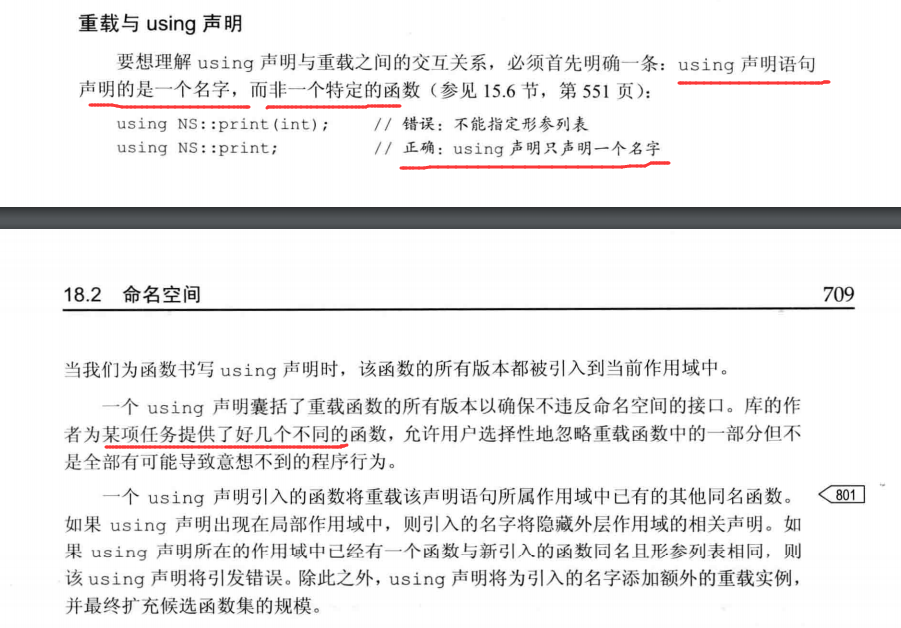 重载与 using 声明
要想理解 using 声明与重载之间的交互关系，必须首先明确一条：using 声明语句
声明的是一个名字，而非一个特定的函数（参见 15.6 节，第 551 页）：
using NS::print(int);    // 错误：不能指定形参列表
using NS::print;    // 正确：using 声明只声明一个名字
18.2 命名空间 709
当我们为函数书写 using 声明时，该函数的所有版本都被引入到当前作用域中。
一个 using 声明囊括了重载函数的所有版本以确保不违反命名空间的接口。库的作
者为某项任务提供了好几个不同的函数，允许用户选择性地忽略重载函数中的一部分但不
是全部有可能导致意想不到的程序行为。
一个 using 声明引入的函数将重载该声明语句所属作用域中已有的其他同名函数。 801
如果 using 声明出现在局部作用域中，则引入的名字将隐藏外层作用域的相关声明。如
果 using 声明所在的作用域中已经有一个函数与新引入的函数同名且形参列表相同，则
该 using 声明将引发错误。除此之外，using 声明将为引入的名字添加额外的重载实例，
并最终扩充候选函数集的规模。